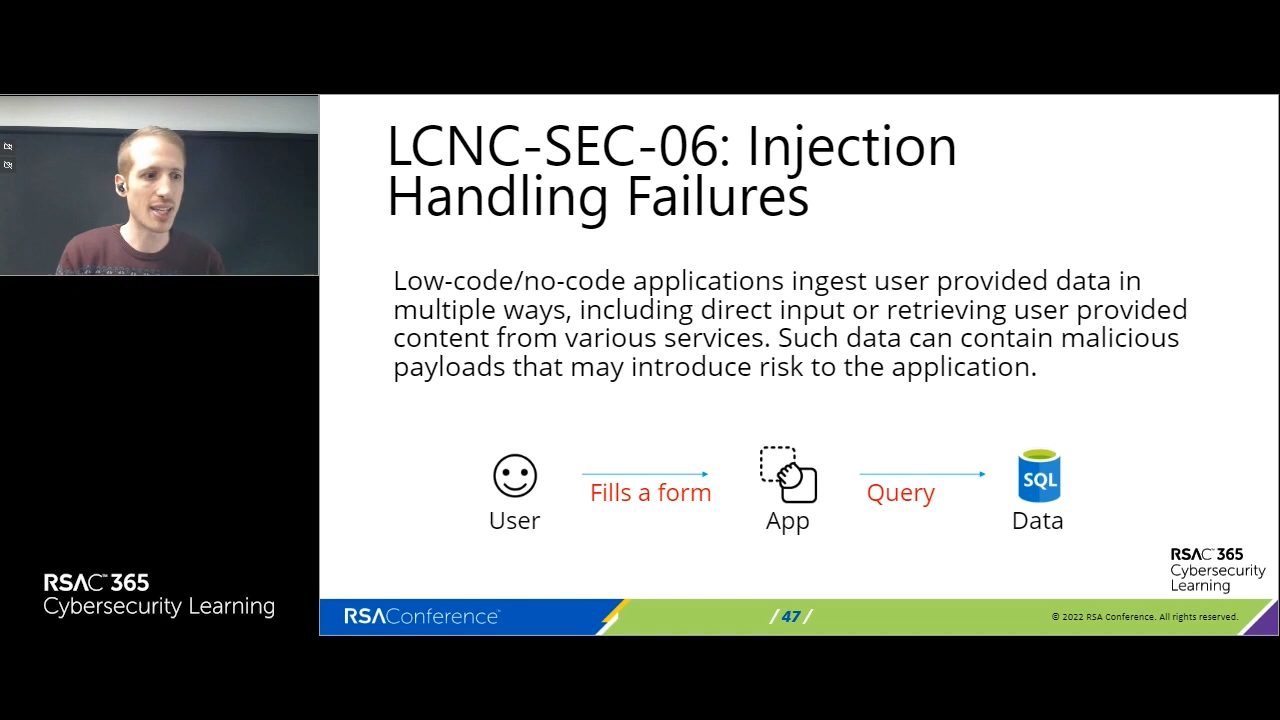 LCNC-SEC-06: Injection
Handling Failures
Low-code/no-code applications ingest user provided data in
multiple ways, including direct input or retrieving user provided
content from various services. Such data can contain malicious
payloads that may introduce risk to the application.
Fills a form
Query
SQL
User
App
Data
RSAC™ 365
Cybersecurity Learning
RSAC™ 365
Cybersecurity
Learning
RSAConference™
/ 47 /
© 2022 RSA Conference. All rights reserved.